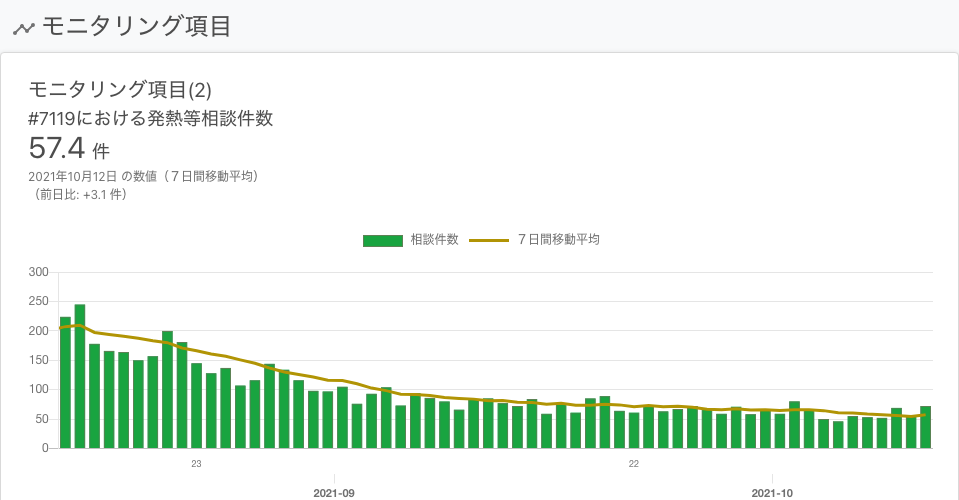 モニタリング項目
モニタリング項目(2)
#7119における発熱等相談件数
57.4 件
2021年10月12日 の数値（７日間移動平均）
（前日比: +3.1 件）
相談件数 ７日間移動平均
300
250
200
150
100
50
0
23 22
2021-09 2021-10